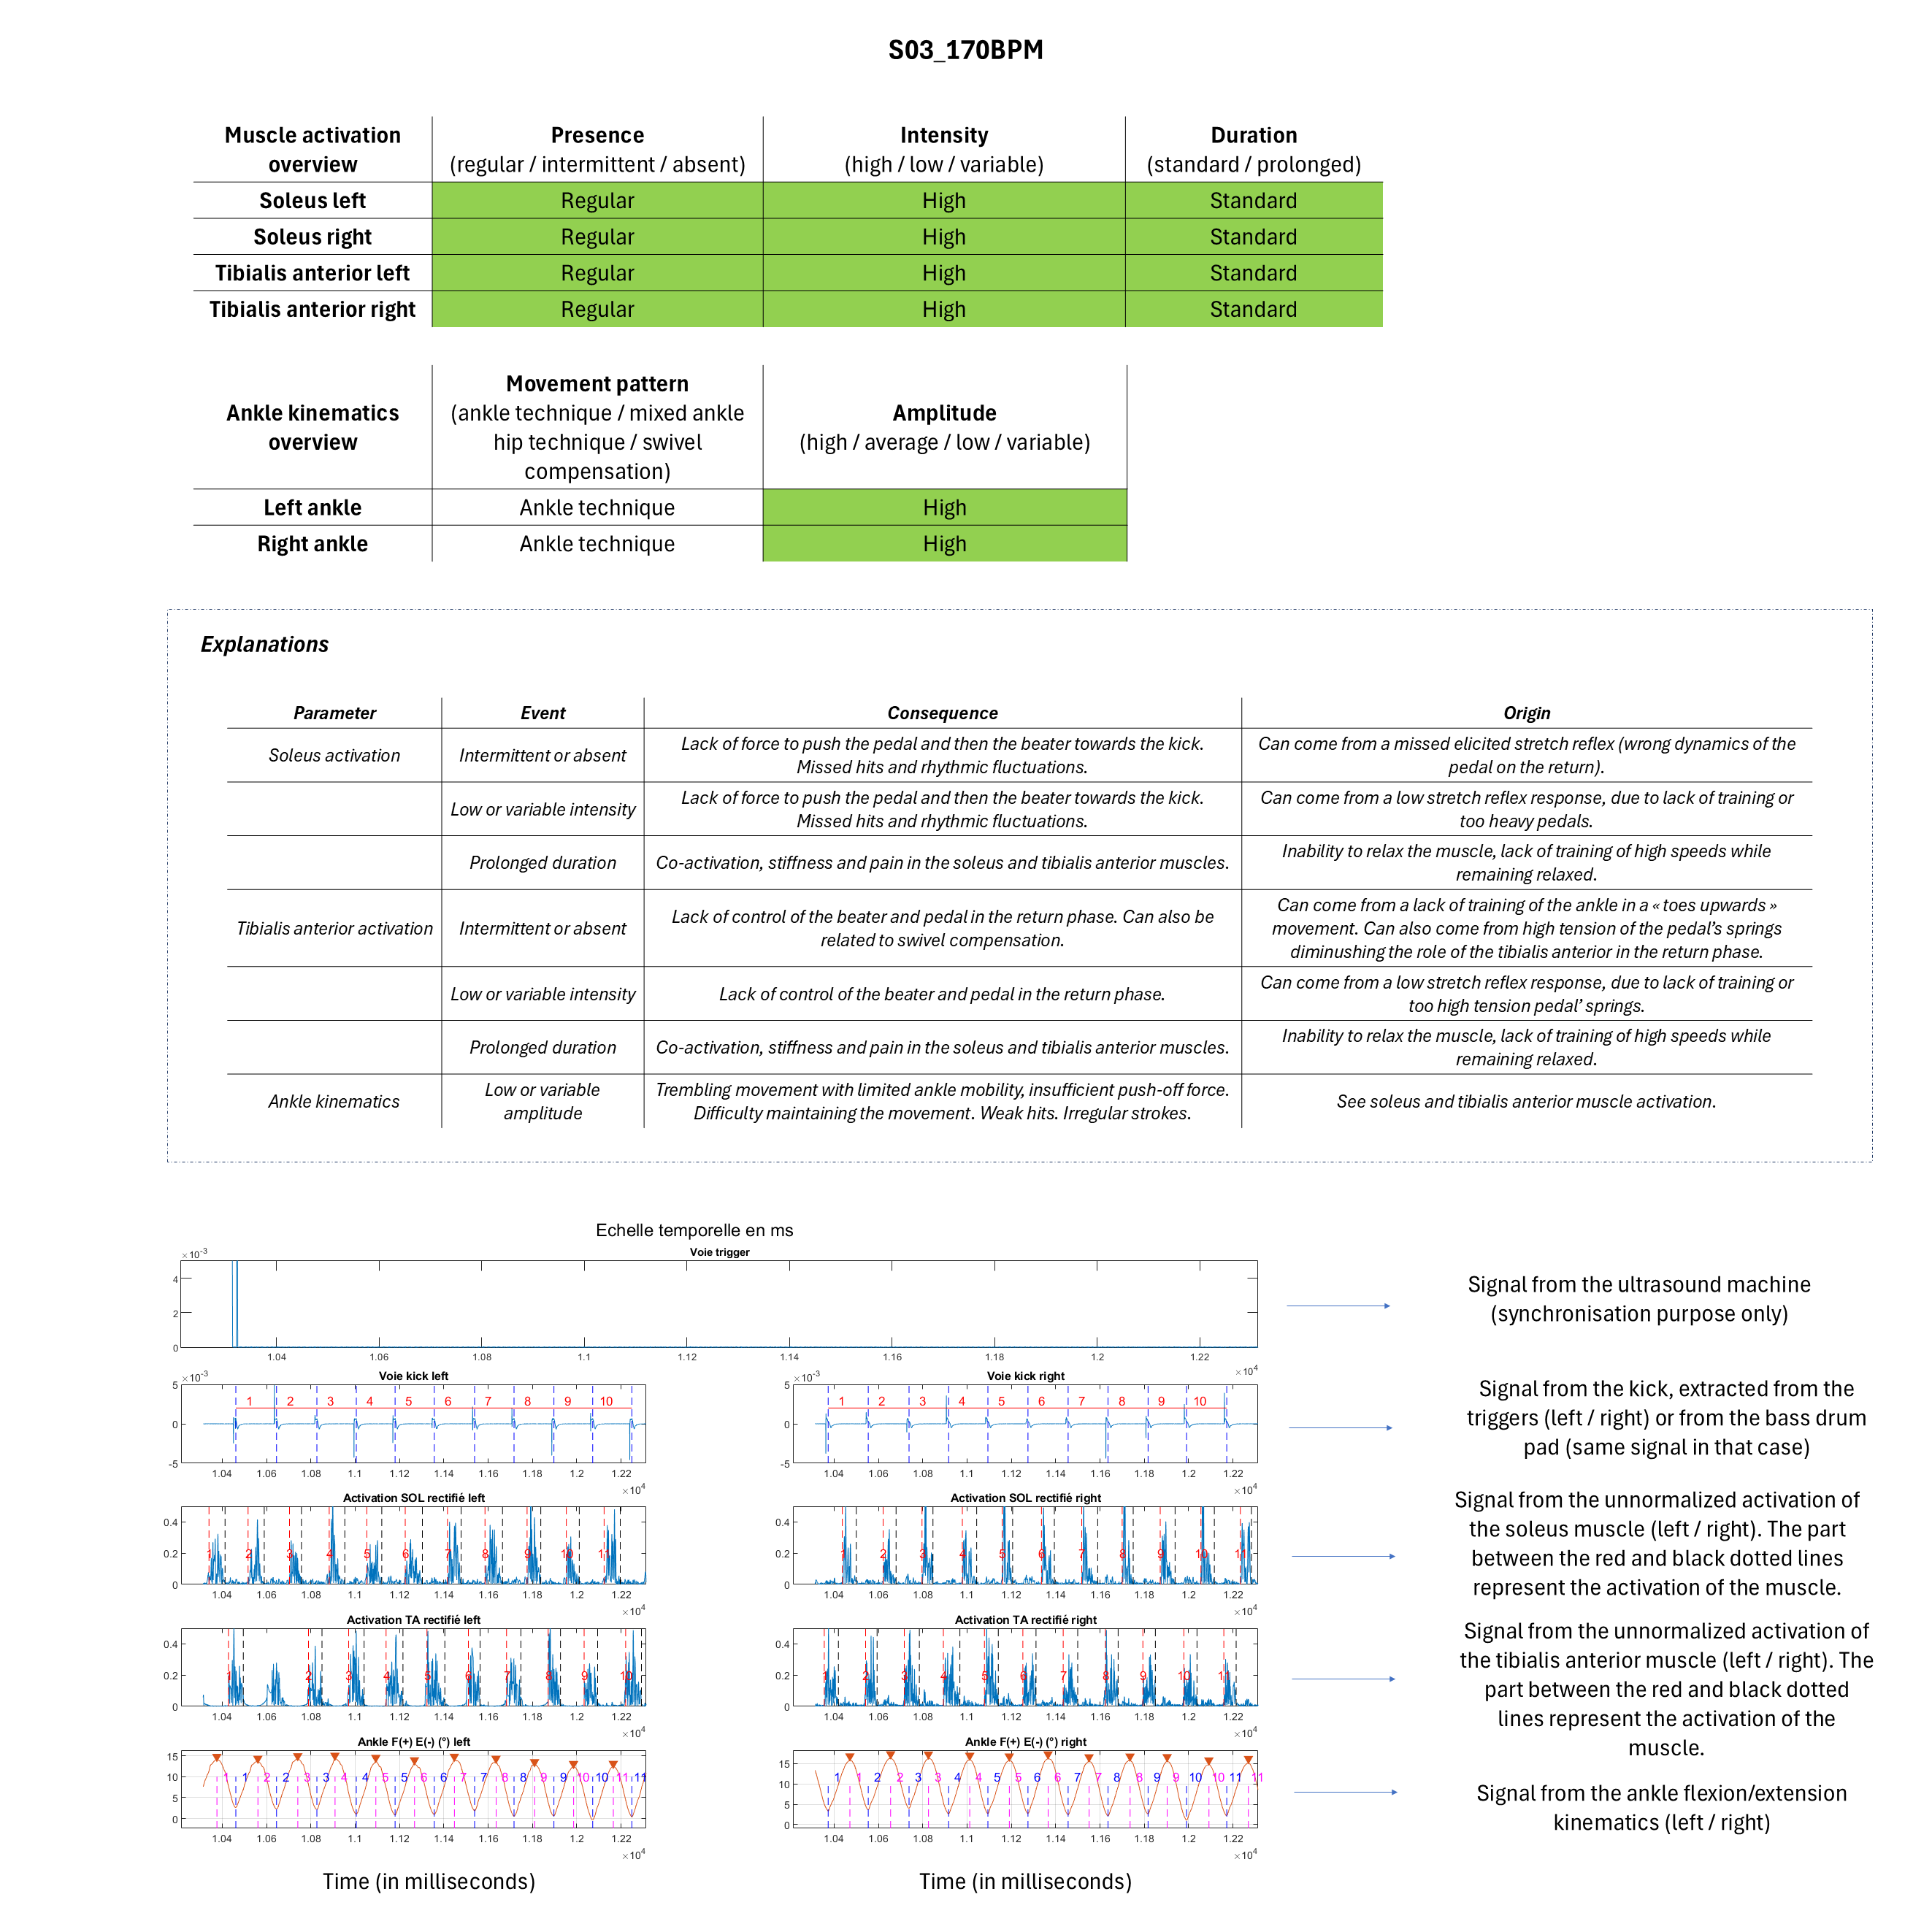 S03_170BPM
Muscle activation overview
Presence
(regular / intermittent / absent)
Intensity
(high / low / variable)
Duration
(standard / prolonged)
Soleus left Regular High Standard
Soleus right Regular High Standard
Tibialis anterior left Regular High Standard
Tibialis anterior right Regular High Standard
Ankle kinematics overview
Movement pattern
(ankle technique / mixed ankle
hip technique / swivel
compensation)
Amplitude
(high / average / low / variable)
Left ankle Ankle technique High
Right ankle Ankle technique High
Explanations
Parameter Event Consequence Origin
Soleus activation
Intermittent or absent
Lack of force to push the pedal and then the beater towards the kick.
Missed hits and rhythmic fluctuations.
Can come from a missed elicited stretch reflex (wrong dynamics of the
pedal on the return).
Low or variable intensity
Lack of force to push the pedal and then the beater towards the kick.
Missed hits and rhythmic fluctuations.
Can come from a low stretch reflex response, due to lack of training or
too heavy pedals.
Prolonged duration
Co-activation, stiffness and pain in the soleus and tibialis anterior muscles.
Inability to relax the muscle, lack of training of high speeds while
remaining relaxed.
Tibialis anterior activation
Intermittent or absent
Lack of control of the beater and pedal in the return phase. Can also be
related to swivel compensation.
Can come from a lack of training of the ankle in a « toes upwards »
movement. Can also come from high tension of the pedal's springs
diminushing the role of the tibialis anterior in the return phase.
Low or variable intensity
Lack of control of the beater and pedal in the return phase.
Can come from a low stretch reflex response, due to lack of training or
too high tension pedal' springs.
Prolonged duration
Co-activation, stiffness and pain in the soleus and tibialis anterior muscles.
Inability to relax the muscle, lack of training of high speeds while
remaining relaxed.
Ankle kinematics
Low or variable
amplitude
Trembling movement with limited ankle mobility, insufficient push-off force.
Difficulty maintaining the movement. Weak hits. Irregular strokes.
See soleus and tibialis anterior muscle activation.
Echelle temporelle en ms
Voie trigger
×10-3
4
2
0
1.04 1.06 1.08 1.1 1.12 1.14 1.16 1.18 1.2 1.22
×10^4
Signal from the ultrasound machine
(synchronisation purpose only)
Voie kick left
×10-3
5
0
-5
1 2 3 4 5 6 7 8 9 10
1.04 1.06 1.08 1.1 1.12 1.14 1.16 1.18 1.2 1.22
×10^4
Voie kick right
×10-3
5
0
-5
1 2 3 4 5 6 7 8 9 10
1.04 1.06 1.08 1.1 1.12 1.14 1.16 1.18 1.2 1.22
×10^4
Signal from the kick, extracted from the
triggers (left / right) or from the bass drum
pad (same signal in that case)
Activation SOL rectifié left
0.4
0.2
0
1 2 3 4 5 6 7 8 9 10 11
1.04 1.06 1.08 1.1 1.12 1.14 1.16 1.18 1.2 1.22
×10^4
Activation SOL rectifié right
0.4
0.2
0
1 2 3 4 5 6 7 8 9 10 11
1.04 1.06 1.08 1.1 1.12 1.14 1.16 1.18 1.2 1.22
×10^4
Signal from the unnormalized activation of
the soleus muscle (left / right). The part
between the red and black dotted lines
represent the activation of the muscle.
Activation TA rectifié left
0.4
0.2
0
1 2 3 4 5 6 7 8 9 10
1.04 1.06 1.08 1.1 1.12 1.14 1.16 1.18 1.2 1.22
×10^4
Activation TA rectifié right
0.4
0.2
0
1 2 3 4 5 6 7 8 9 10 11
1.04 1.06 1.08 1.1 1.12 1.14 1.16 1.18 1.2 1.22
×10^4
Signal from the unnormalized activation of
the tibialis anterior muscle (left / right). The
part between the red and black dotted
lines represent the activation of the
muscle.
Ankle F(+) E(-) (°) left
15
10
5
0
1 1 2 2 3 3 4 4 5 5 6 6 7 7 8 8 9 9 10 10 11 11
1.04 1.06 1.08 1.1 1.12 1.14 1.16 1.18 1.2 1.22
×10^4
Ankle F(+) E(-) (°) right
15
10
5
0
1 1 2 2 3 3 4 4 5 5 6 6 7 7 8 8 9 9 10 10 11 11
1.04 1.06 1.08 1.1 1.12 1.14 1.16 1.18 1.2 1.22
×10^4
Signal from the ankle flexion/extension
kinematics (left / right)
Time (in milliseconds)
Time (in milliseconds)